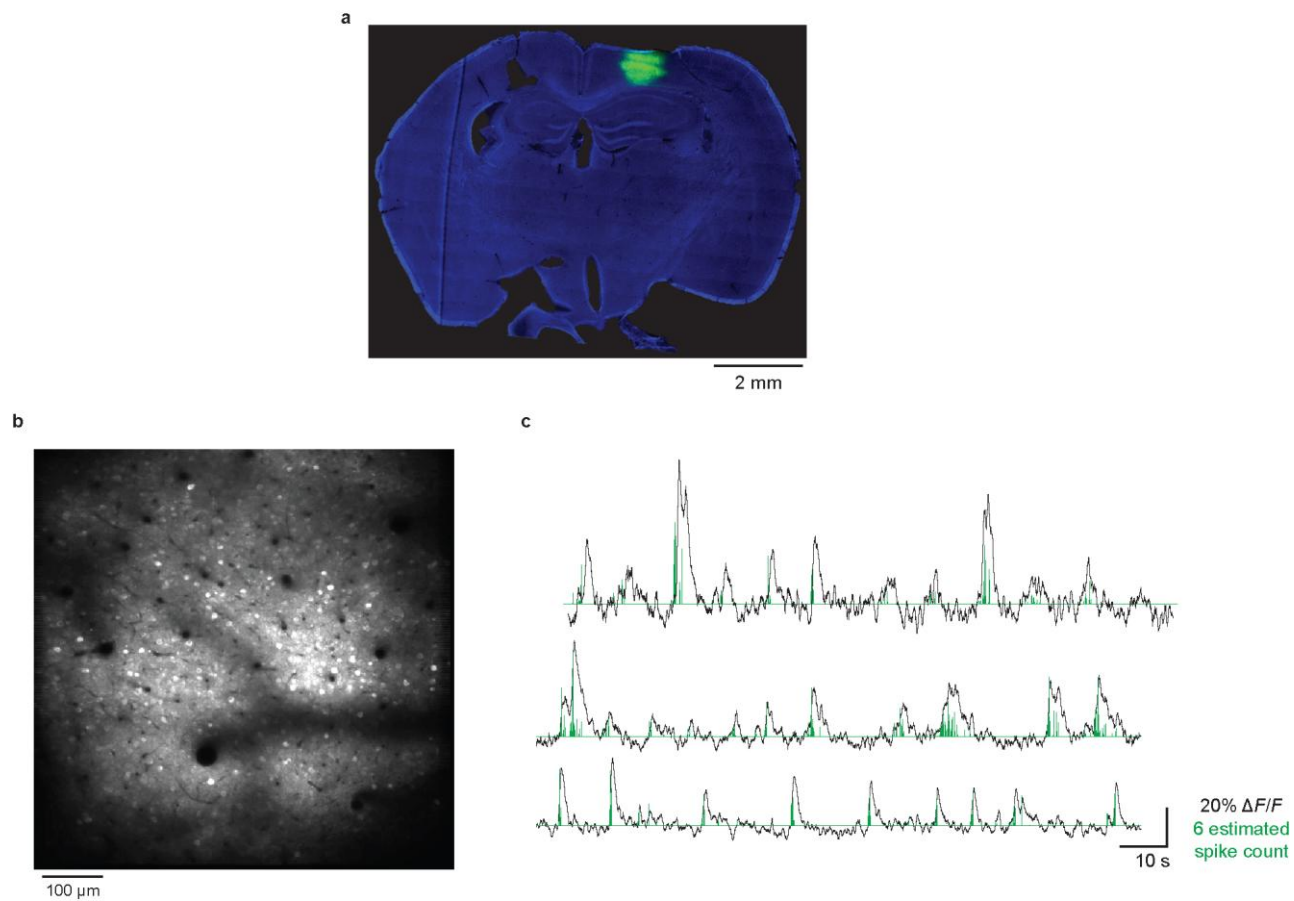 a
2 mm
b
c
100 µm
20% ΔF/F
6 estimated
spike count
10 s